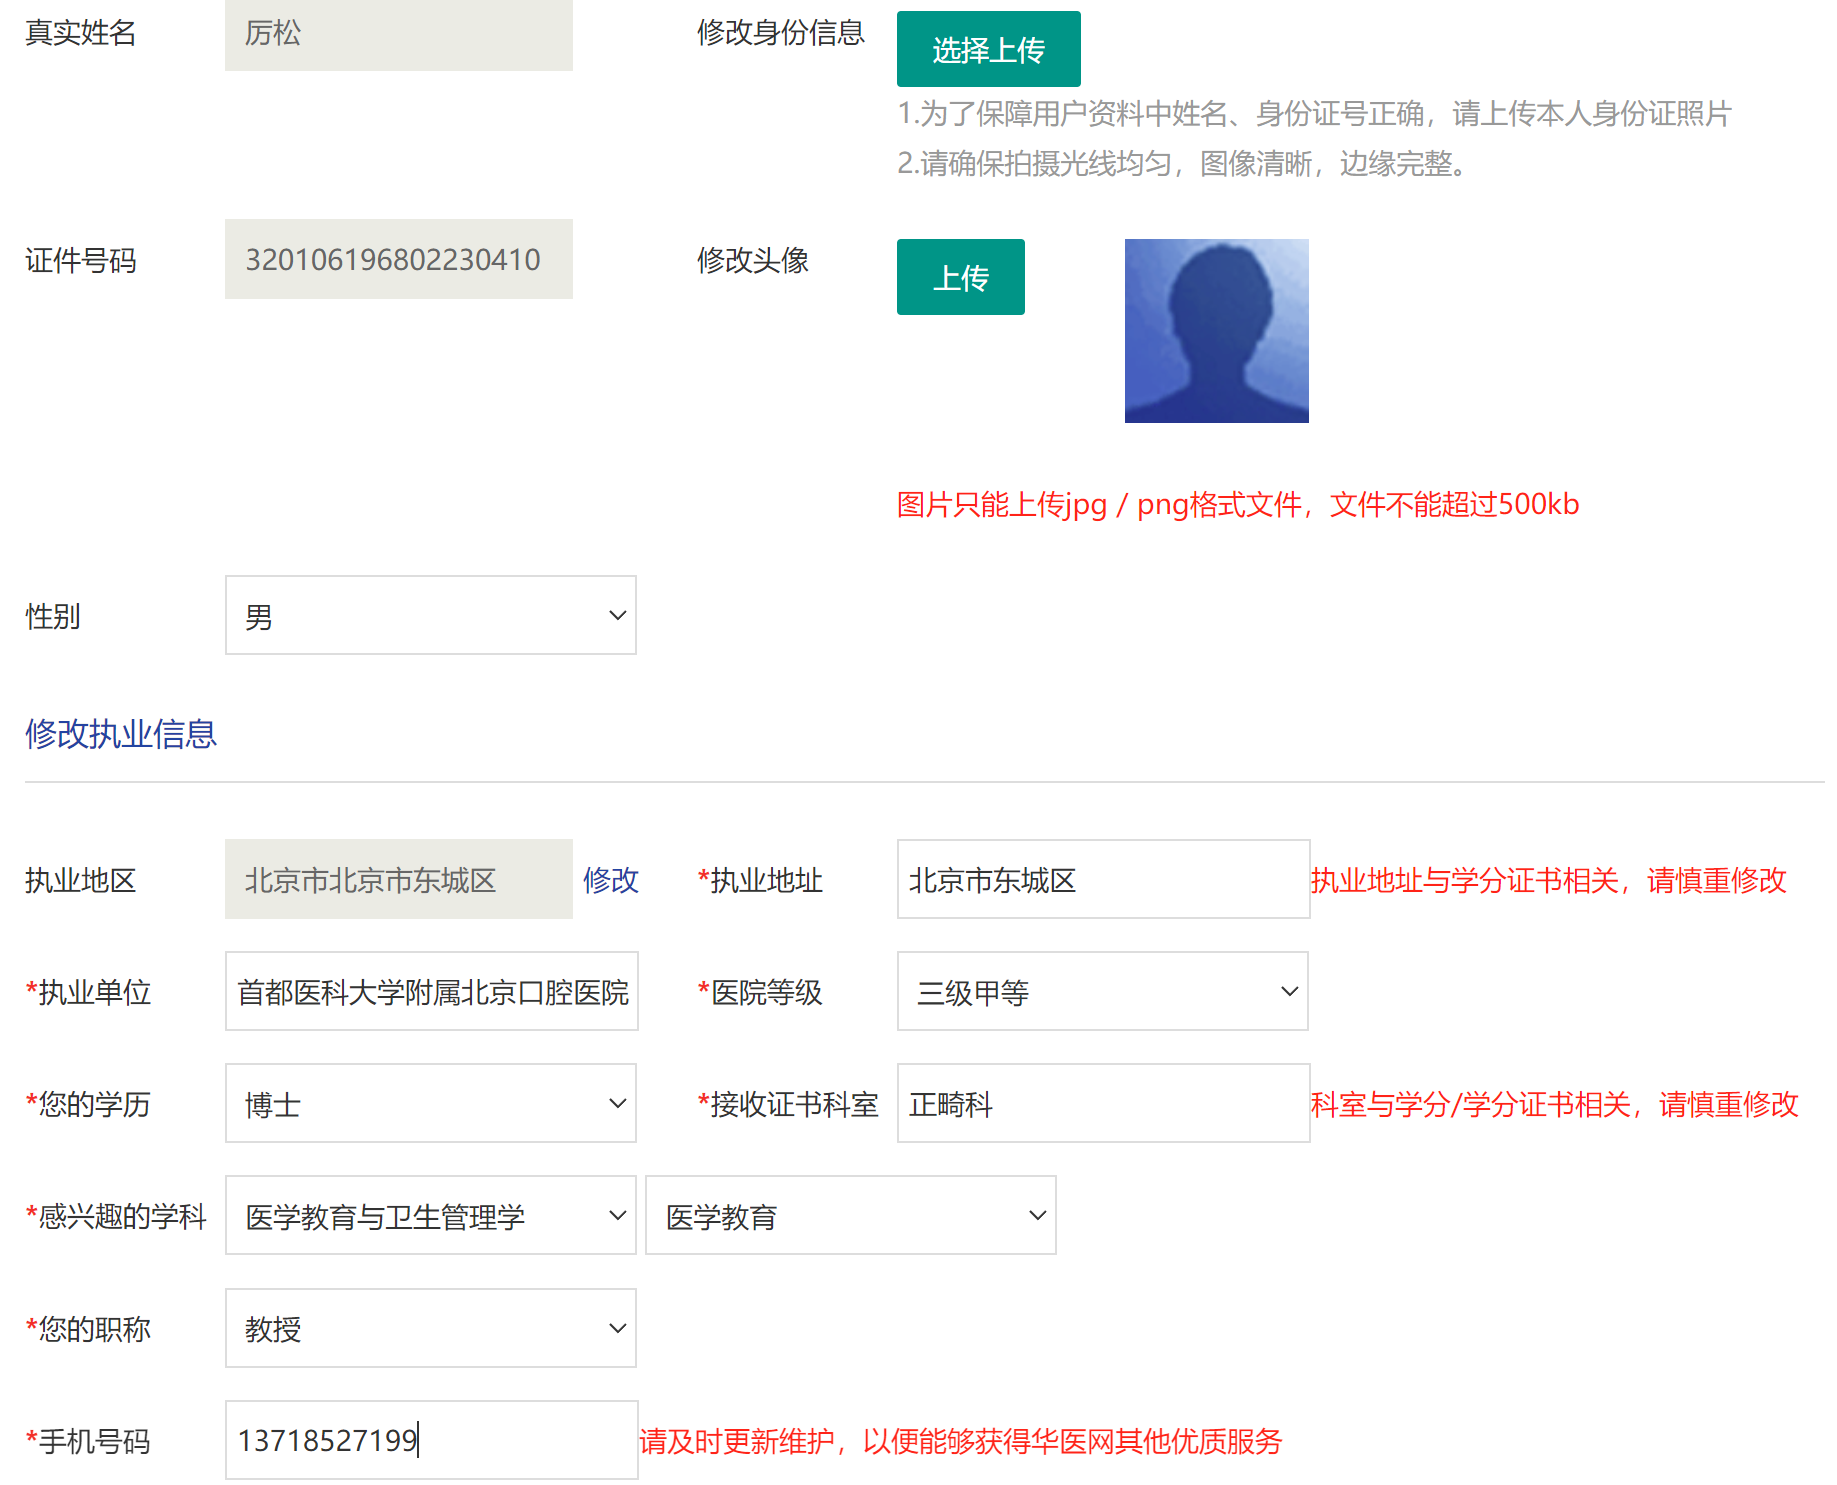 真实姓名 厉松 修改身份信息 选择上传
1.为了保障用户资料中姓名、身份证号正确，请上传本人身份证照片
2.请确保拍摄光线均匀，图像清晰，边缘完整。
证件号码 320106196802230410 修改头像 上传
图片只能上传jpg / png格式文件，文件不能超过500kb
性别 男
修改执业信息
执业地区 北京市北京市东城区 修改 *执业地址 北京市东城区 执业地址与学分证书相关，请慎重修改
*执业单位 首都医科大学附属北京口腔医院 *医院等级 三级甲等
*您的学历 博士 *接收证书科室 正畸科 科室与学分/学分证书相关，请慎重修改
*感兴趣的学科 医学教育与卫生管理学 医学教育
*您的职称 教授
*手机号码 13718527199 请及时更新维护，以便能够获得华医网其他优质服务